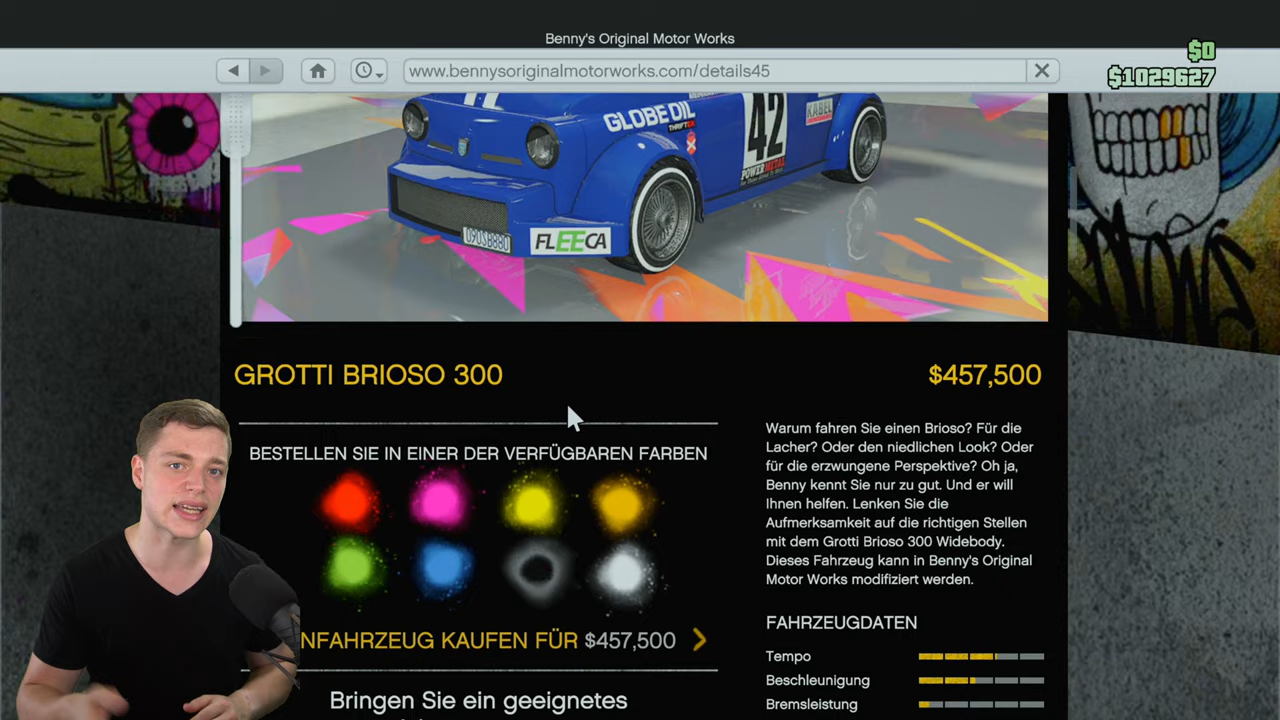 Benny's Original Motor Works
www.bennysoriginalmotorworks.com/details45
$0
$1029627
GLOBE OIL
THRIFTEX
42
KABEL
POWER METAL
090SB880
FLEECA
GROTTI BRIOSO 300
$457,500
BESTELLEN SIE IN EINER DER VERFÜGBAREN FARBEN
NFAHRZEUG KAUFEN FÜR $457,500
Bringen Sie ein geeignetes
Warum fahren Sie einen Brioso? Für die
Lacher? Oder den niedlichen Look? Oder
für die erzwungene Perspektive? Oh ja,
Benny kennt Sie nur zu gut. Und er will
Ihnen helfen. Lenken Sie die
Aufmerksamkeit auf die richtigen Stellen
mit dem Grotti Brioso 300 Widebody.
Dieses Fahrzeug kann in Benny's Original
Motor Works modifiziert werden.
FAHRZEUGDATEN
Tempo
Beschleunigung
Bremsleistung